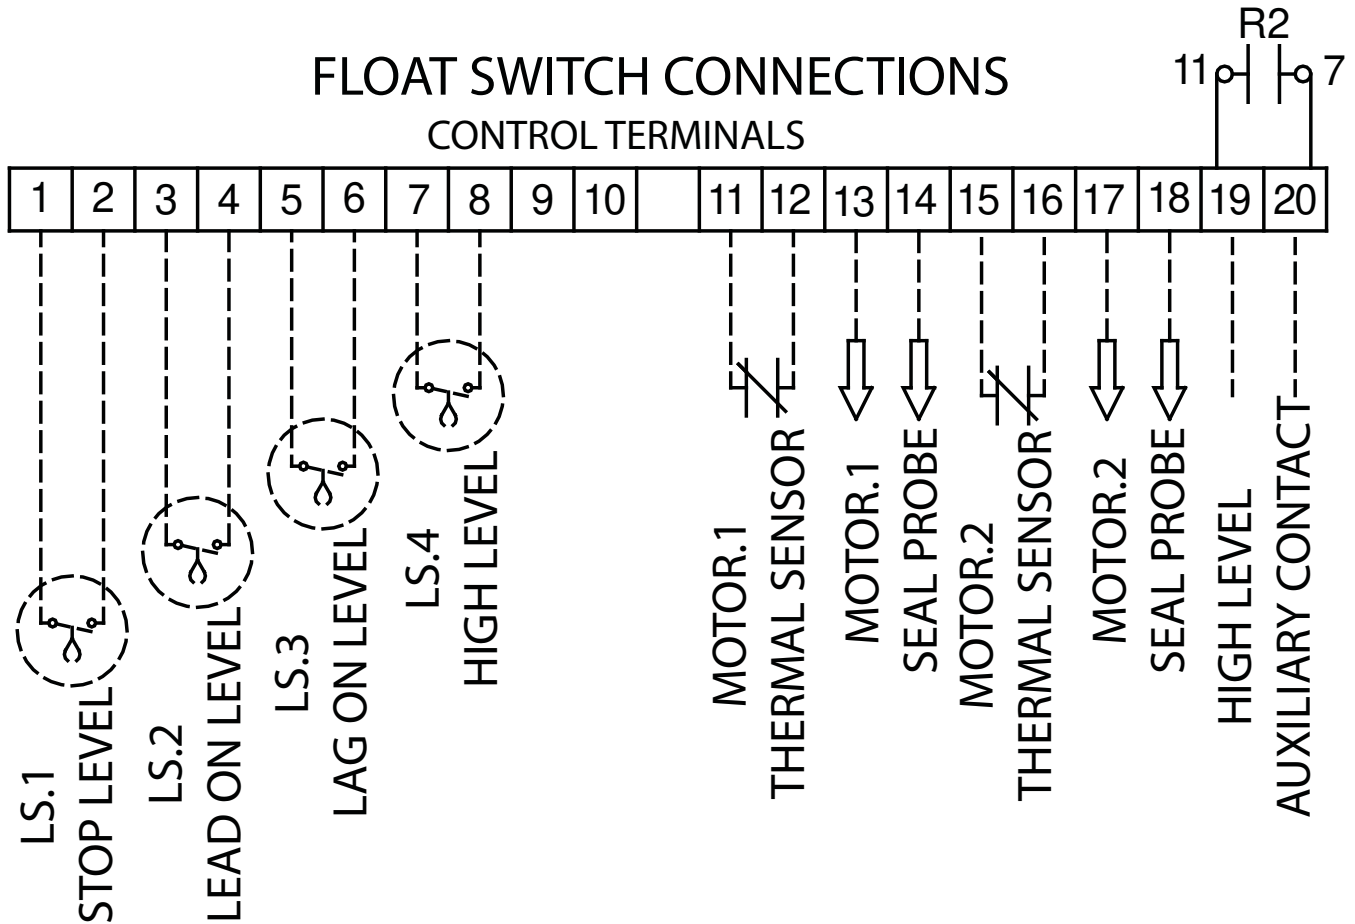 R2
11 7
FLOAT SWITCH CONNECTIONS
CONTROL TERMINALS
1 2 3 4 5 6 7 8 9 10 11 12 13 14 15 16 17 18 19 20
LS.1
STOP LEVEL
LS.2
LEAD ON LEVEL
LS.3
LAG ON LEVEL
LS.4
HIGH LEVEL
MOTOR.1
THERMAL SENSOR
MOTOR.1
SEAL PROBE
MOTOR.2
THERMAL SENSOR
MOTOR.2
SEAL PROBE
HIGH LEVEL
AUXILIARY CONTACT